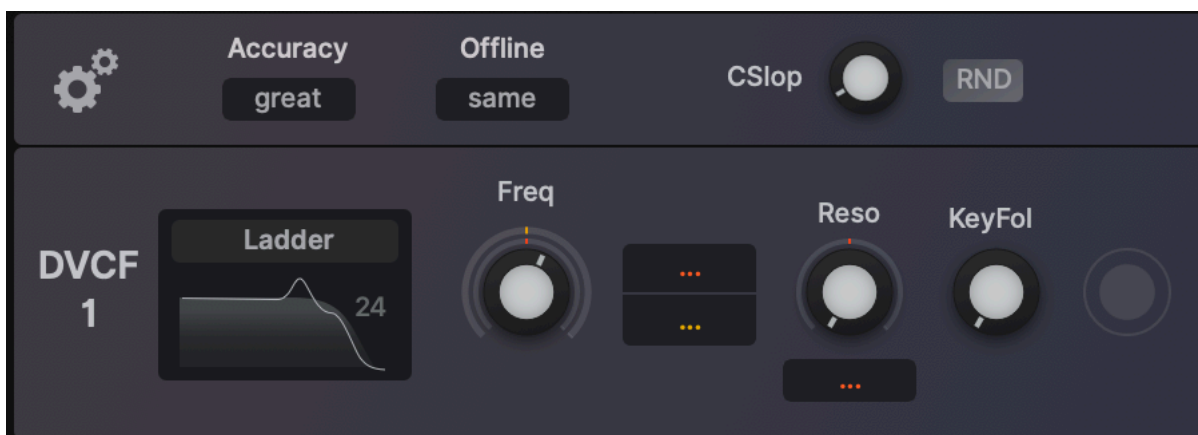 Accuracy
Offline
great
same
CSlop
RND
DVCF
1
Ladder
24
Freq
...
...
Reso
...
KeyFol